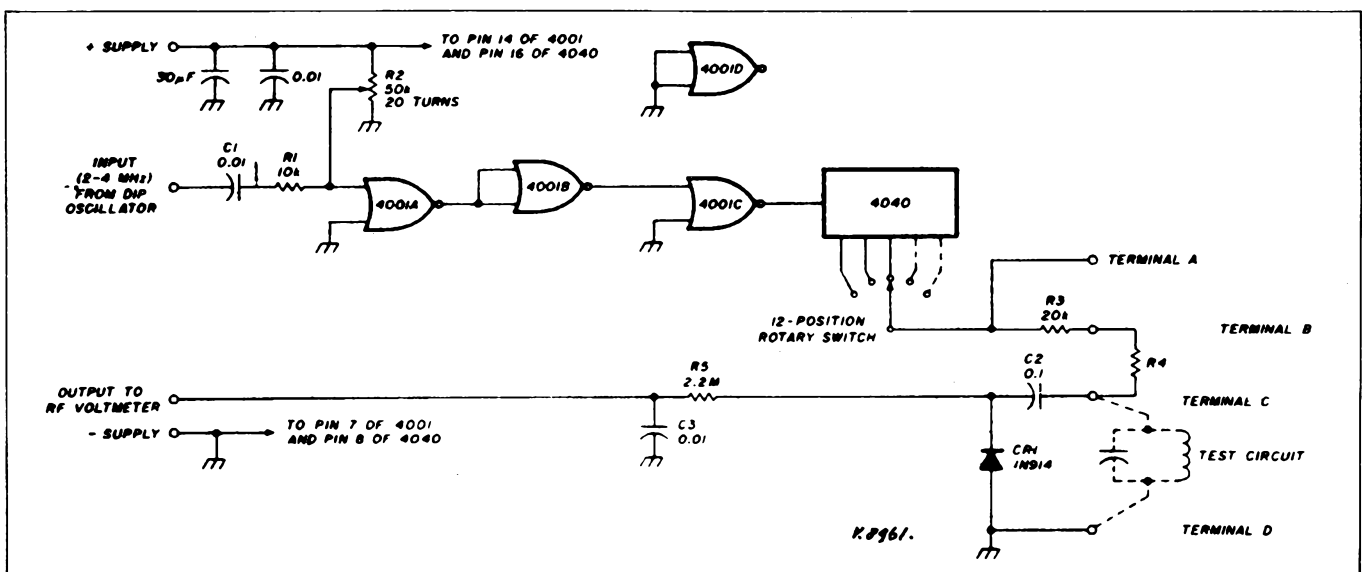 + SUPPLY
TO PIN 14 OF 4001
AND PIN 16 OF 4040
30µF
0.01
R2
50k
20 TURNS
4001D
INPUT
(2-4 MHz)
FROM DIP
OSCILLATOR
C1
0.01
R1
10k
4001A
4001B
4001C
4040
TERMINAL A
12-POSITION
ROTARY SWITCH
R3
20k
TERMINAL B
R4
OUTPUT TO
RF VOLTMETER
R5
2.2M
C2
0.1
TERMINAL C
- SUPPLY
TO PIN 7 OF 4001
AND PIN 8 OF 4040
C3
0.01
CR1
1N914
TEST CIRCUIT
TERMINAL D